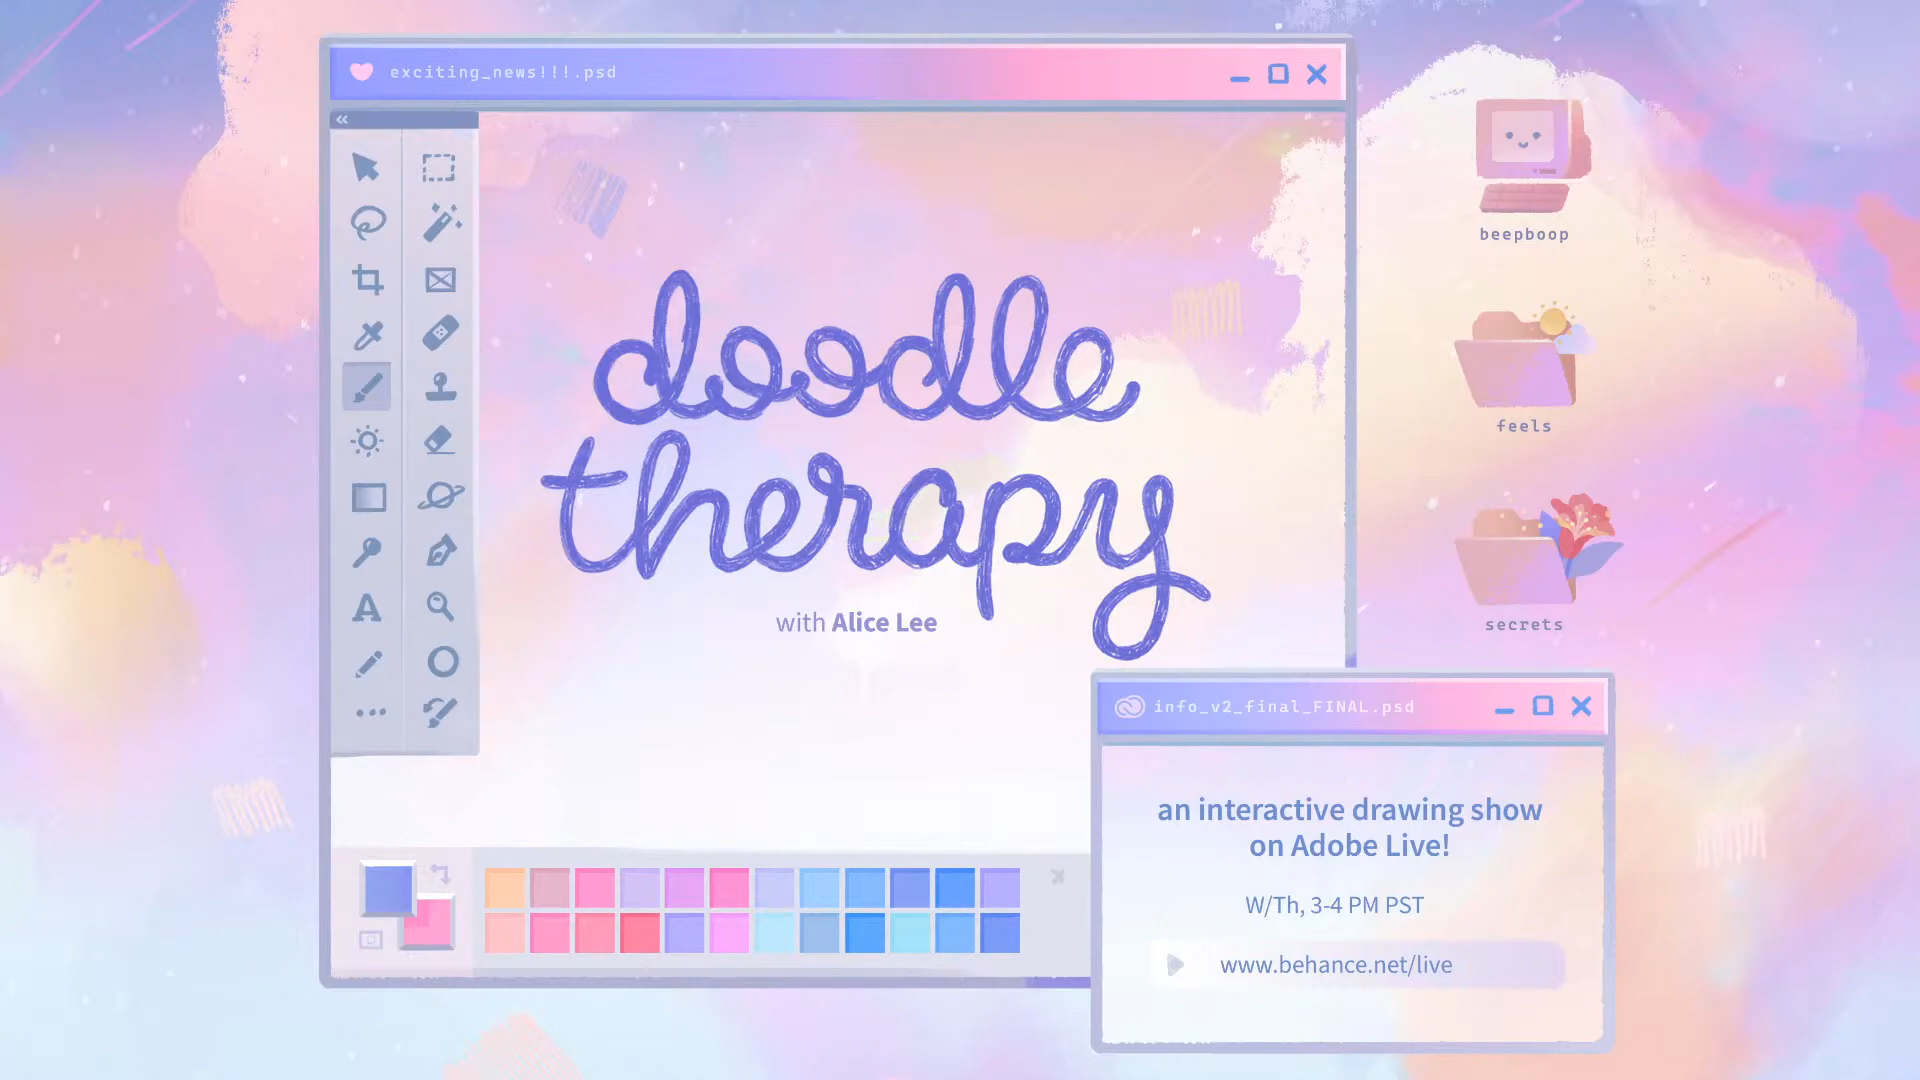 exciting_news!!!.psd
doodle
therapy
with Alice Lee
beepboop
feels
secrets
info_v2_final_FINAL.psd
an interactive drawing show
on Adobe Live!
W/Th, 3-4 PM PST
www.behance.net/live